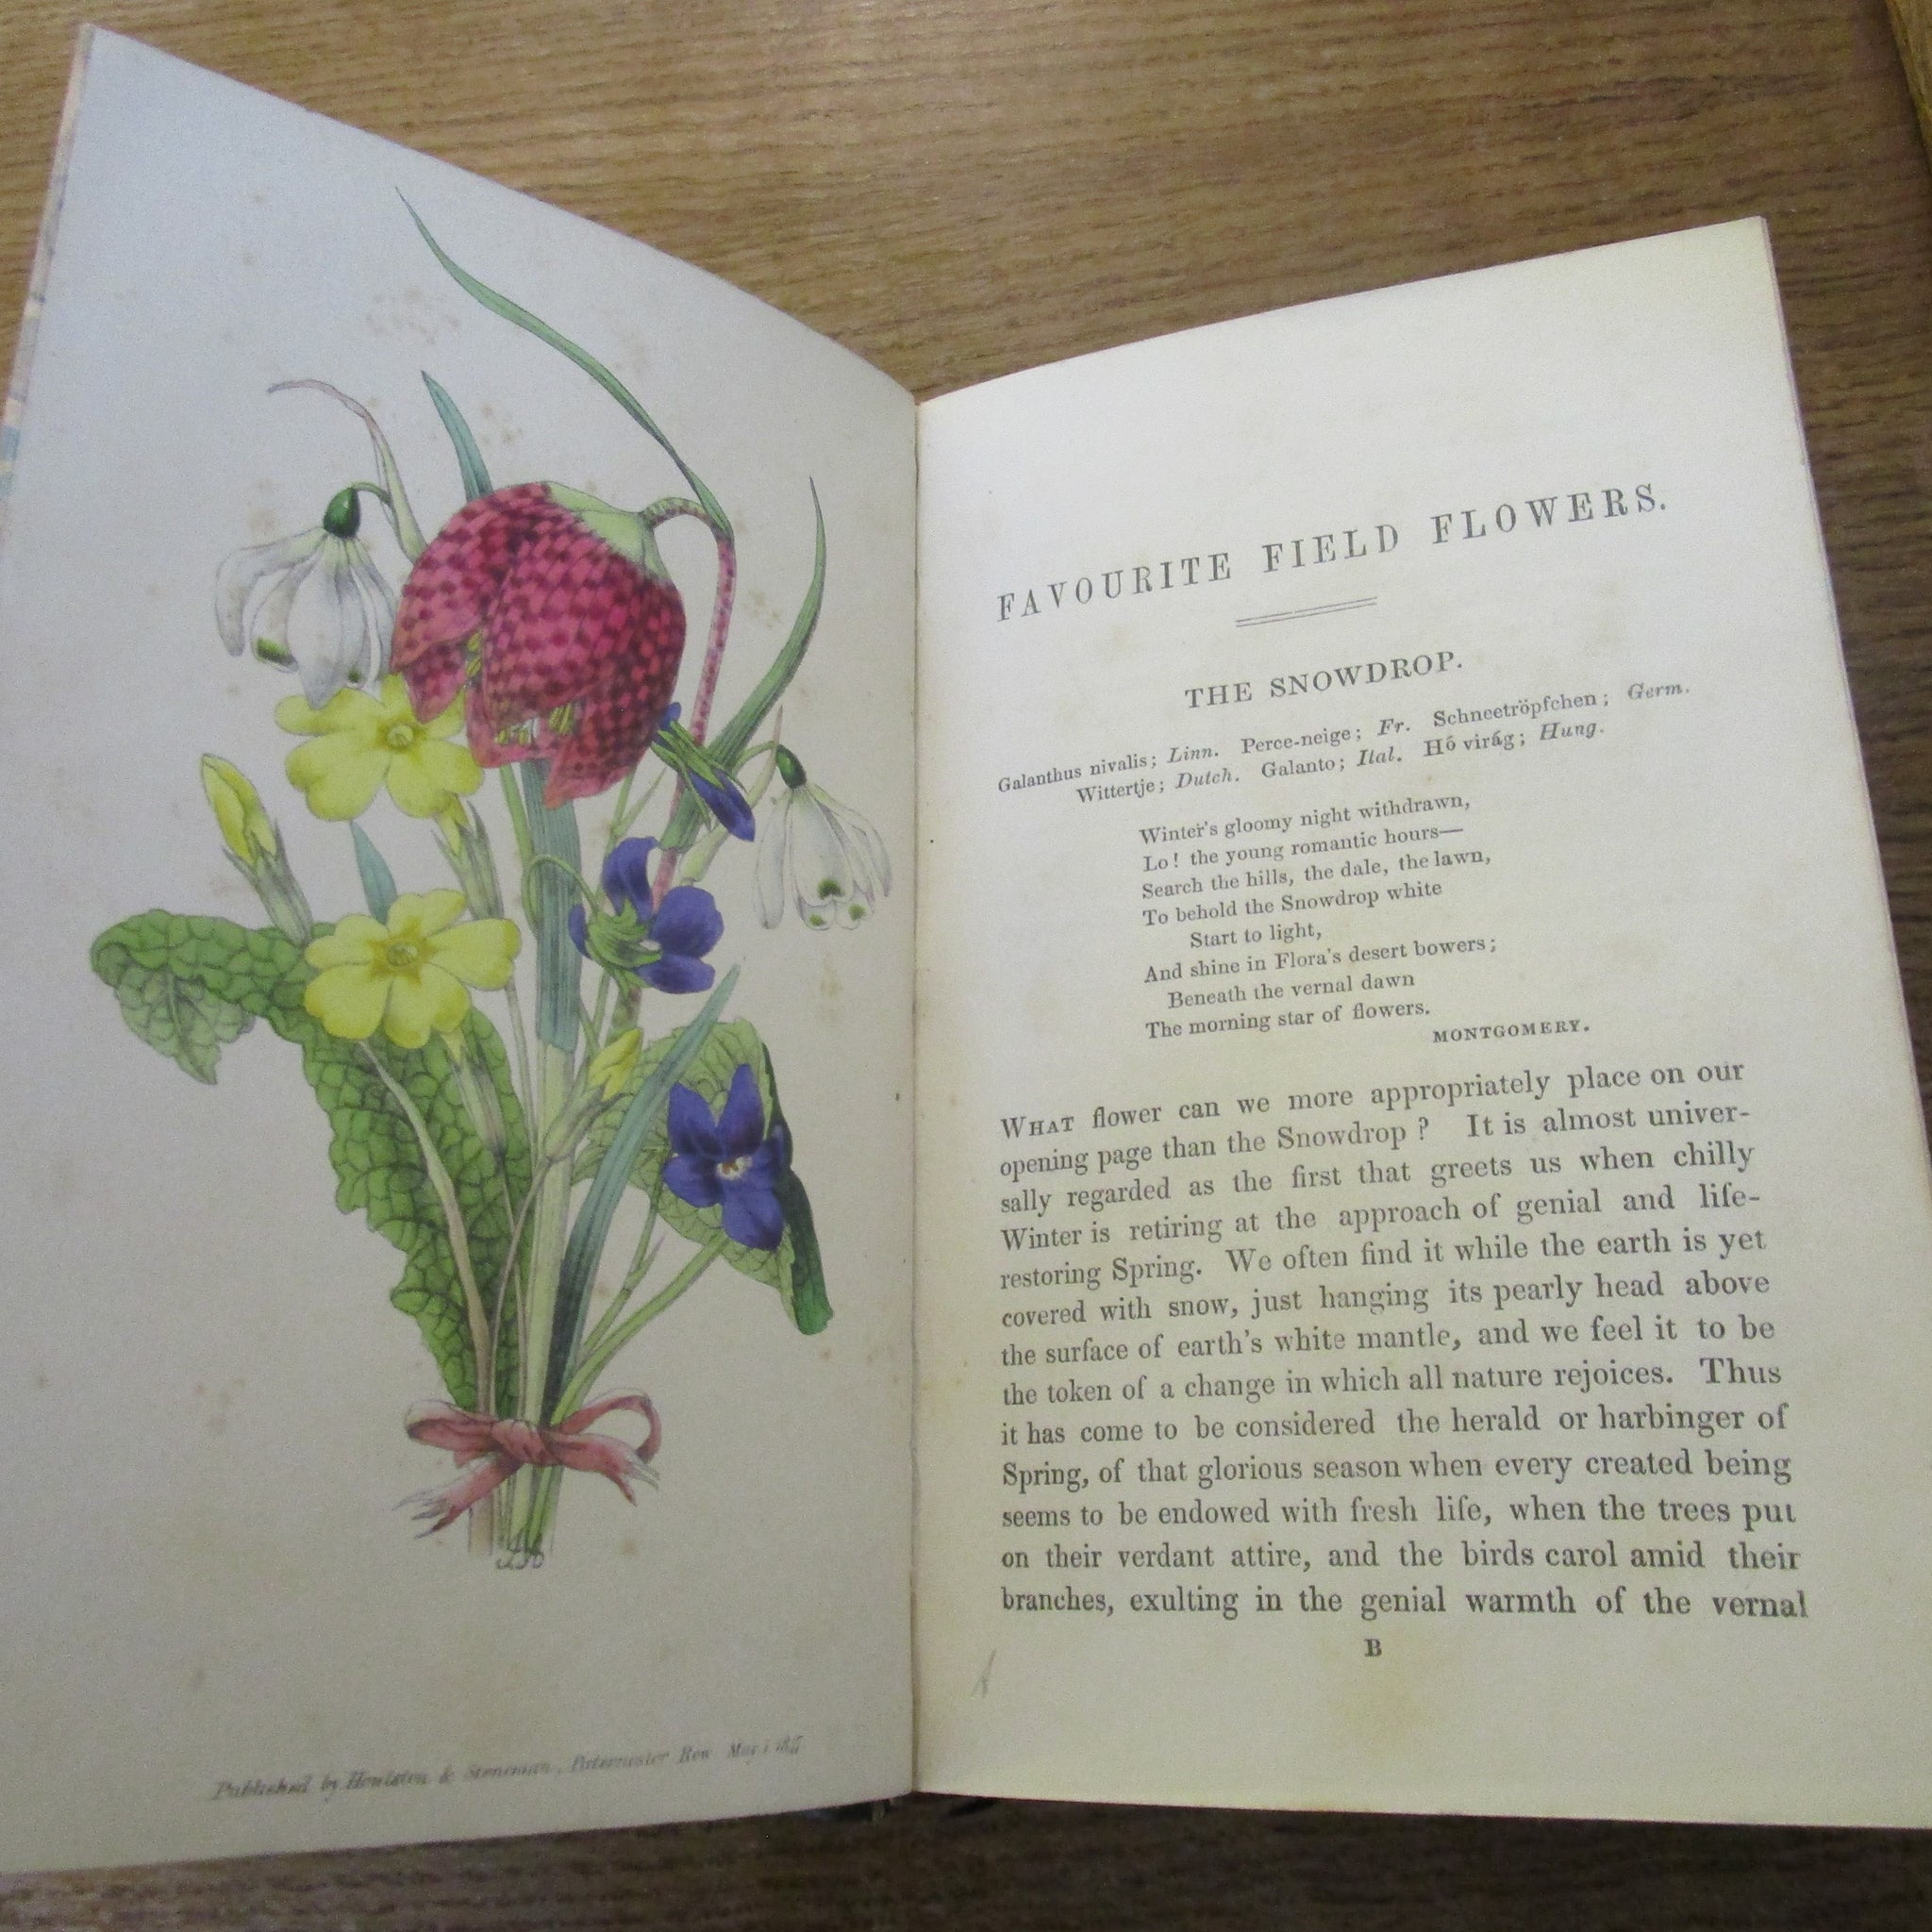 Published by Houlston & Stoneman, Paternoster Row May 1
FAVOURITE FIELD FLOWERS.
THE SNOWDROP.
Galanthus nivalis; Linn. Perce-neige; Fr. Schneetröpfchen; Germ.
Wittertje; Dutch. Galanto; Ital. Hó virág; Hung.
Winter's gloomy night withdrawn,
Lo! the young romantic hours—
Search the hills, the dale, the lawn,
To behold the Snowdrop white
Start to light,
And shine in Flora's desert bowers;
Beneath the vernal dawn
The morning star of flowers.
MONTGOMERY.
WHAT flower can we more appropriately place on our
opening page than the Snowdrop? It is almost univer-
sally regarded as the first that greets us when chilly
Winter is retiring at the approach of genial and life-
restoring Spring. We often find it while the earth is yet
covered with snow, just hanging its pearly head above
the surface of earth's white mantle, and we feel it to be
the token of a change in which all nature rejoices. Thus
it has come to be considered the herald or harbinger of
Spring, of that glorious season when every created being
seems to be endowed with fresh life, when the trees put
on their verdant attire, and the birds carol amid their
branches, exulting in the genial warmth of the vernal
B